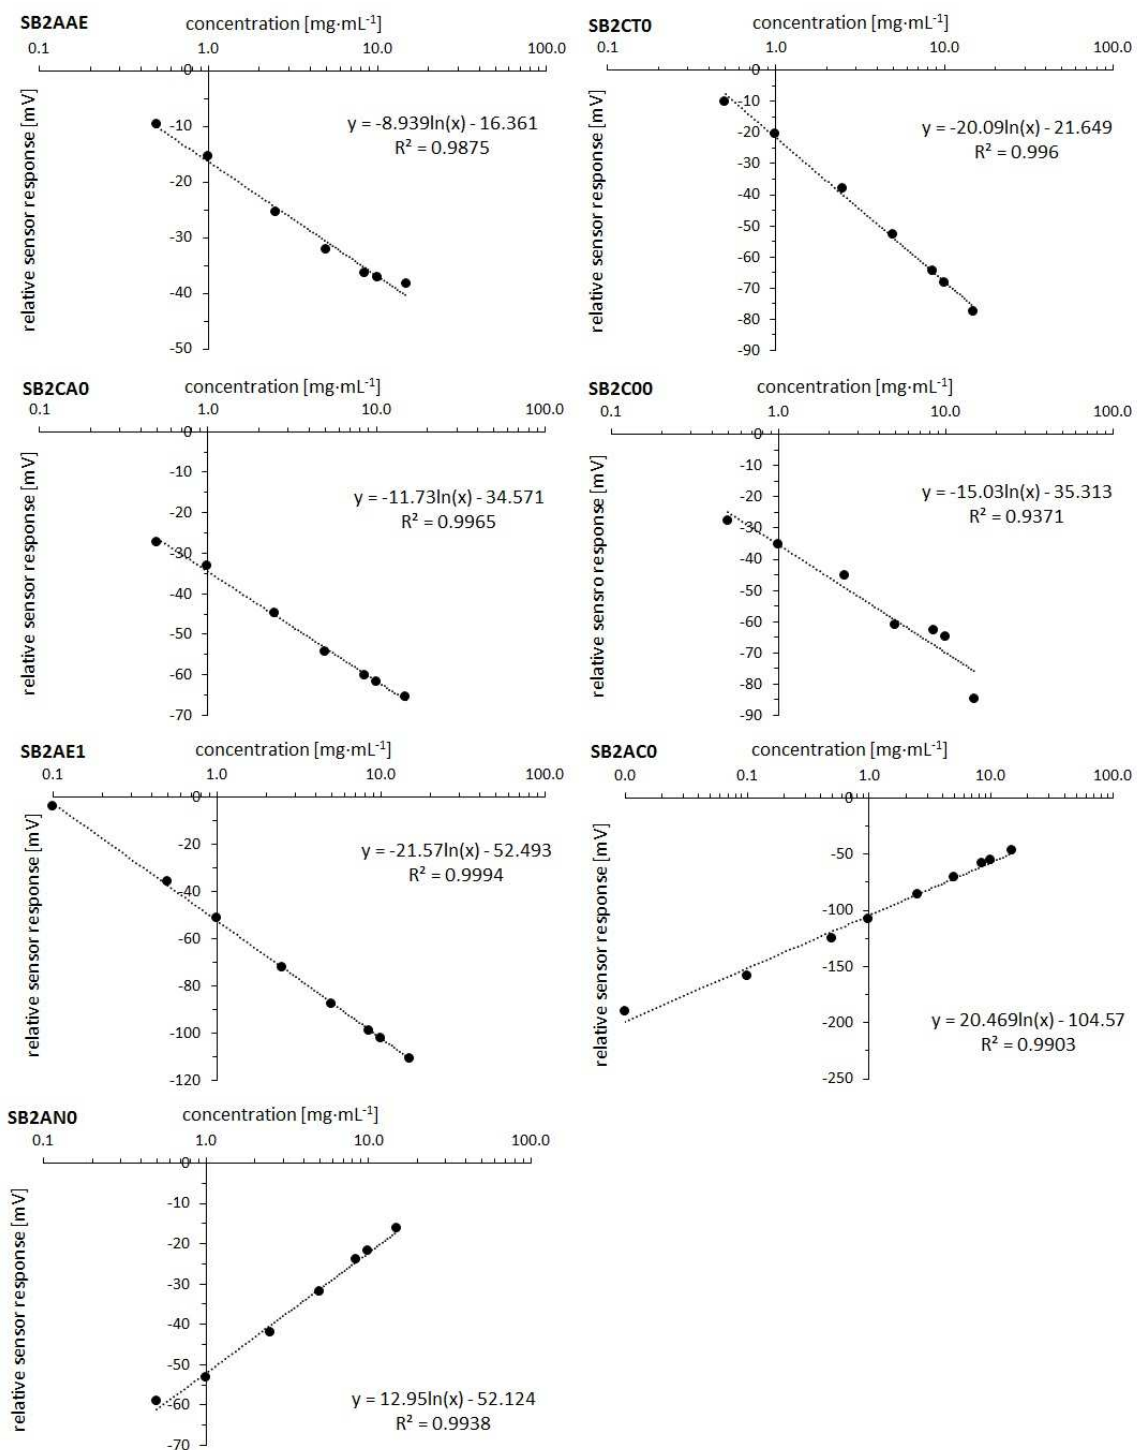 SB2AAE
concentration [mg·mL⁻¹]
0.1 1.0 10.0 100.0
relative sensor response [mV]
0
-10
-20
-30
-40
-50
y = -8.939ln(x) - 16.361
R² = 0.9875
SB2CT0
concentration [mg·mL⁻¹]
0.1 1.0 10.0 100.0
relative sensor response [mV]
0
-10
-20
-30
-40
-50
-60
-70
-80
-90
y = -20.09ln(x) - 21.649
R² = 0.996
SB2CA0
concentration [mg·mL⁻¹]
0.1 1.0 10.0 100.0
relative sensor response [mV]
0
-10
-20
-30
-40
-50
-60
-70
y = -11.73ln(x) - 34.571
R² = 0.9965
SB2C00
concentration [mg·mL⁻¹]
0.1 1.0 10.0 100.0
relative sensro response [mV]
0
-10
-20
-30
-40
-50
-60
-70
-80
-90
y = -15.03ln(x) - 35.313
R² = 0.9371
SB2AE1
concentration [mg·mL⁻¹]
0.1 1.0 10.0 100.0
relative sensor response [mV]
0
-20
-40
-60
-80
-100
-120
y = -21.57ln(x) - 52.493
R² = 0.9994
SB2AC0
concentration [mg·mL⁻¹]
0.0 0.1 1.0 10.0 100.0
relative sensor response [mV]
0
-50
-100
-150
-200
-250
y = 20.469ln(x) - 104.57
R² = 0.9903
SB2AN0
concentration [mg·mL⁻¹]
0.1 1.0 10.0 100.0
relative sensor response [mV]
0
-10
-20
-30
-40
-50
-60
-70
y = 12.95ln(x) - 52.124
R² = 0.9938